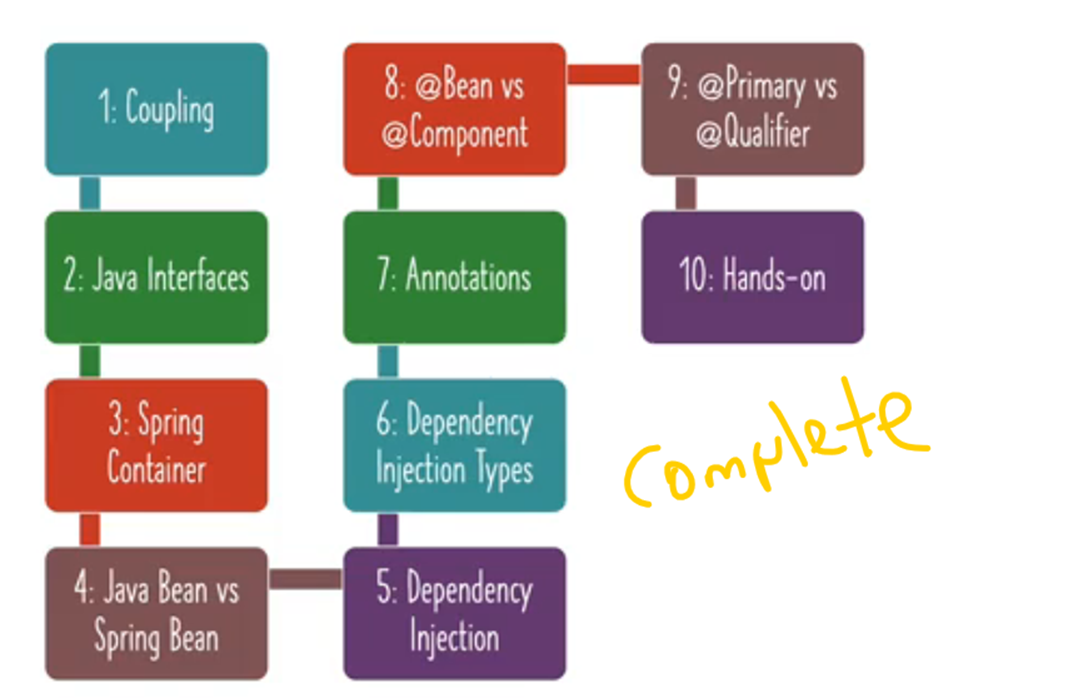 1: Coupling
2: Java Interfaces
3: Spring
Container
4: Java Bean vs
Spring Bean
5: Dependency
Injection
6: Dependency
Injection Types
7: Annotations
8: @Bean vs
@Component
9: @Primary vs
@Qualifier
10: Hands-on
Complete